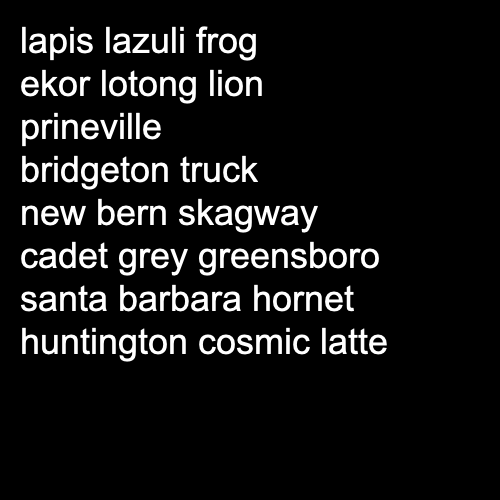 lapis lazuli frog
ekor lotong lion
prineville
bridgeton truck
new bern skagway
cadet grey greensboro
santa barbara hornet
huntington cosmic latte